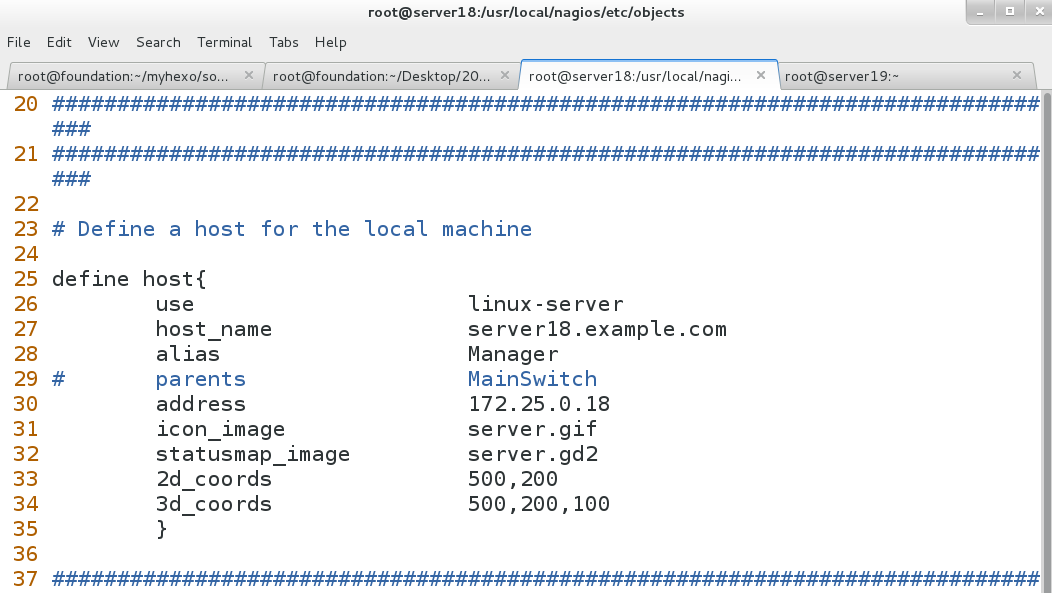 root@server18:/usr/local/nagios/etc/objects
File Edit View Search Terminal Tabs Help
root@foundation:~/myhexo/so... root@foundation:~/Desktop/20... root@server18:/usr/local/nagi... root@server19:~
20 ############################################################################
###
21 ############################################################################
###
22
23 # Define a host for the local machine
24
25 define host{
26 use linux-server
27 host_name server18.example.com
28 alias Manager
29 # parents MainSwitch
30 address 172.25.0.18
31 icon_image server.gif
32 statusmap_image server.gd2
33 2d_coords 500,200
34 3d_coords 500,200,100
35 }
36
37 ############################################################################